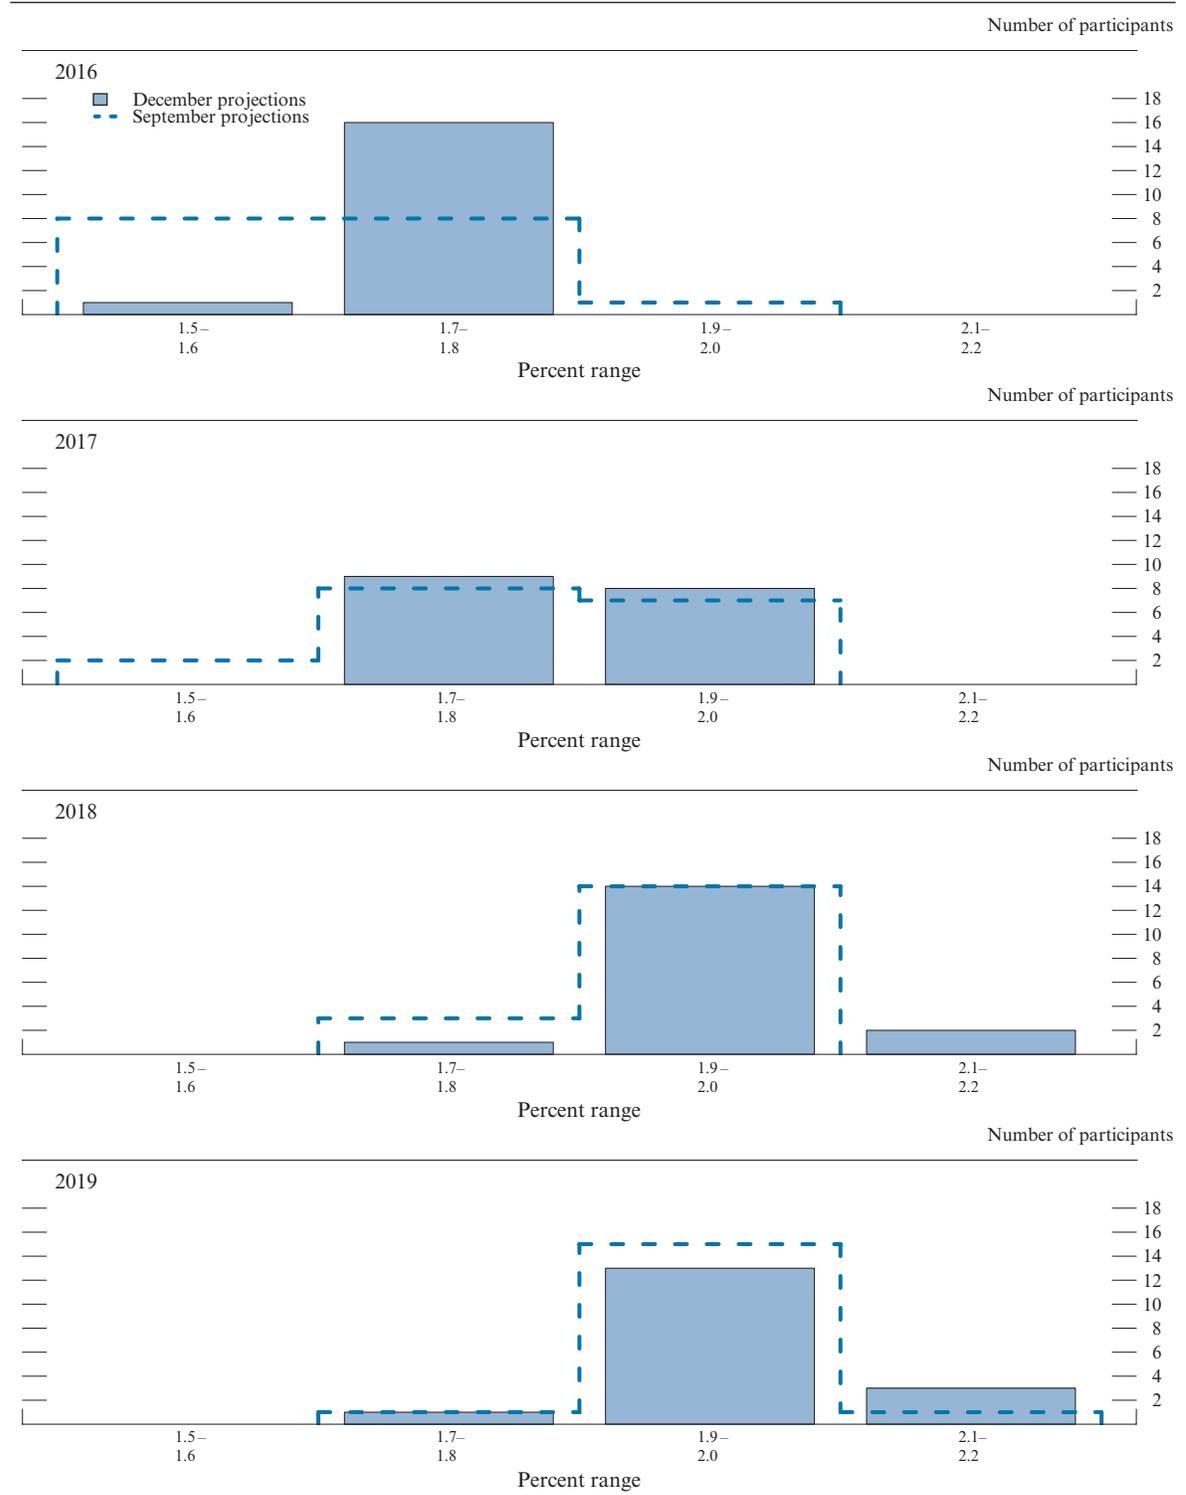 Number of participants
2016
December projections
September projections
18
16
14
12
10
8
6
4
2
1.5– 1.7– 1.9– 2.1–
1.6 1.8 2.0 2.2
Percent range
Number of participants
2017
18
16
14
12
10
8
6
4
2
1.5– 1.7– 1.9– 2.1–
1.6 1.8 2.0 2.2
Percent range
Number of participants
2018
18
16
14
12
10
8
6
4
2
1.5– 1.7– 1.9– 2.1–
1.6 1.8 2.0 2.2
Percent range
Number of participants
2019
18
16
14
12
10
8
6
4
2
1.5– 1.7– 1.9– 2.1–
1.6 1.8 2.0 2.2
Percent range